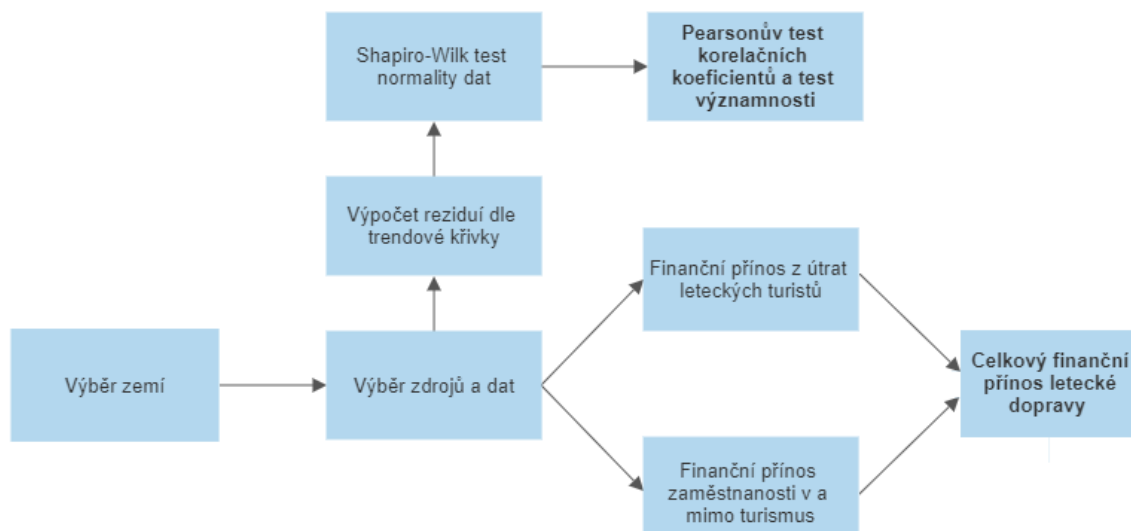 Shapiro-Wilk test
normality dat
Pearsonův test
korelačních
koeficientů a test
významnosti
Výpočet reziduí dle
trendové křivky
Finanční přínos z útrat
leteckých turistů
Výběr zemí
Výběr zdrojů a dat
Celkový finanční
přínos letecké
dopravy
Finanční přínos
zaměstnanosti v a
mimo turismus